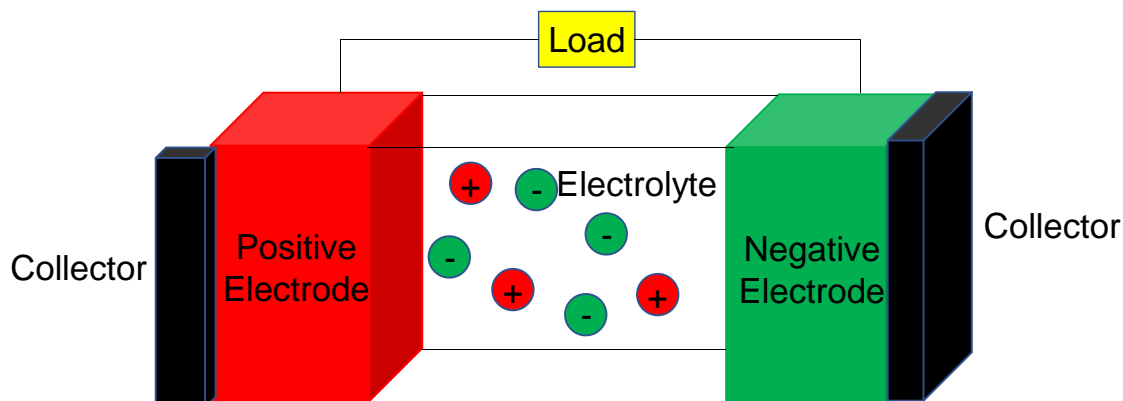 Load
+
-
Electrolyte
-
Positive
Electrode
Negative
Electrode
Collector
Collector
-
+
+
-